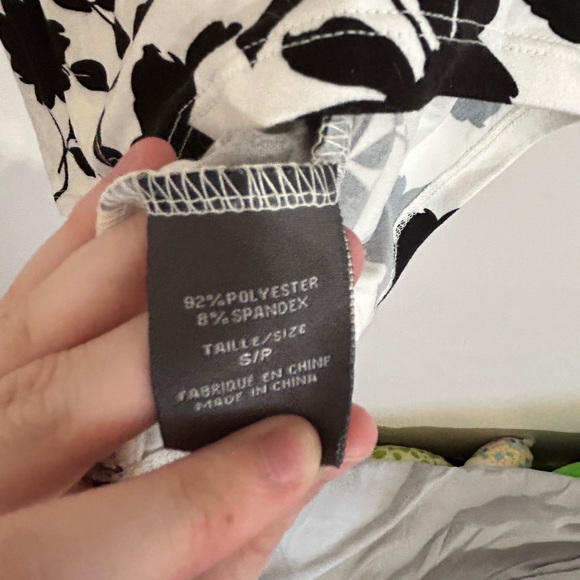 92% POLYESTER
8% SPANDEX
TAILLE/SIZE
S/P
FABRIQUÉ EN CHINE
MADE IN CHINA